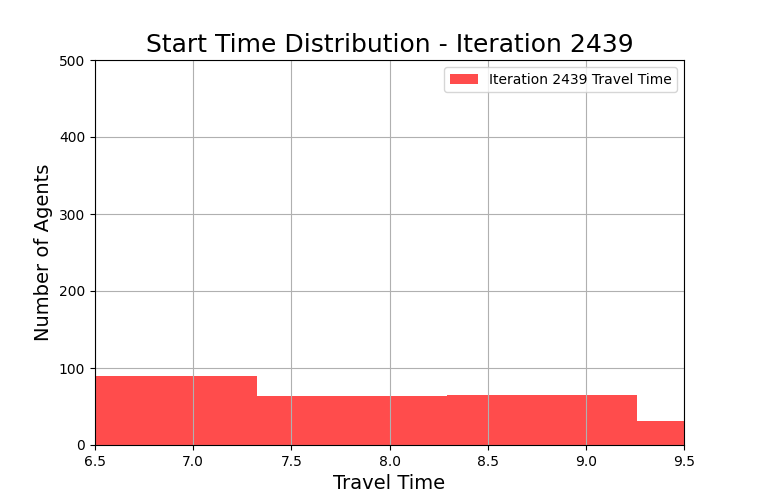 Start Time Distribution - Iteration 2439
500
Iteration 2439 Travel Time
400
300
200
100
0
Number of Agents
6.5 7.0 7.5 8.0 8.5 9.0 9.5
Travel Time